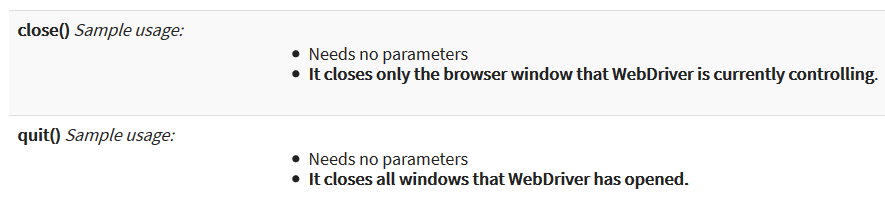 close() Sample usage:
• Needs no parameters
• It closes only the browser window that WebDriver is currently controlling.
quit() Sample usage:
• Needs no parameters
• It closes all windows that WebDriver has opened.